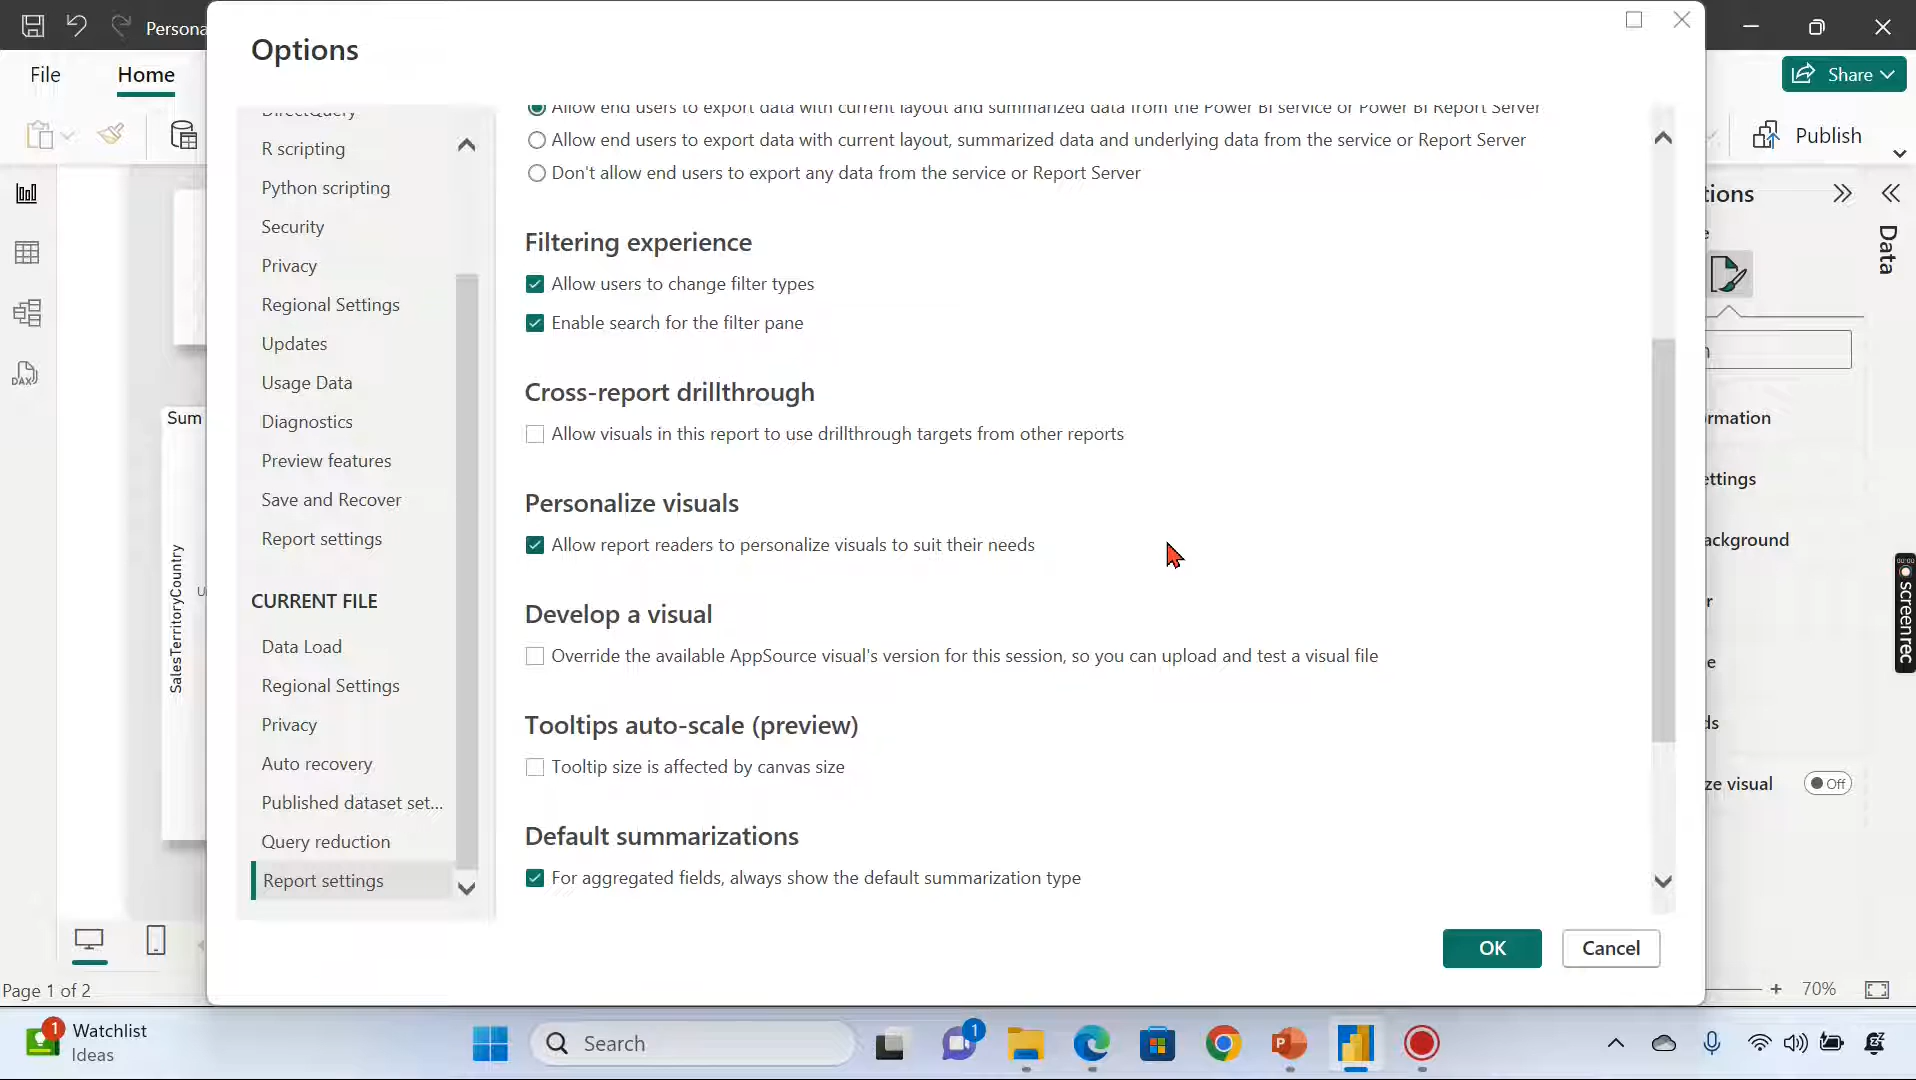 Persona
Options
File
Home
Share
Publish
DirectQuery
R scripting
Python scripting
Security
Privacy
Regional Settings
Updates
Usage Data
Diagnostics
Preview features
Save and Recover
Report settings
CURRENT FILE
Data Load
Regional Settings
Privacy
Auto recovery
Published dataset set...
Query reduction
Report settings
Allow end users to export data with current layout and summarized data from the Power BI service or Power BI Report Server
Allow end users to export data with current layout, summarized data and underlying data from the service or Report Server
Don't allow end users to export any data from the service or Report Server
Filtering experience
Allow users to change filter types
Enable search for the filter pane
Cross-report drillthrough
Allow visuals in this report to use drillthrough targets from other reports
Personalize visuals
Allow report readers to personalize visuals to suit their needs
Develop a visual
Override the available AppSource visual's version for this session, so you can upload and test a visual file
Tooltips auto-scale (preview)
Tooltip size is affected by canvas size
Default summarizations
For aggregated fields, always show the default summarization type
OK
Cancel
DAX
Sum
SalesTerritoryCountry
U
tions
e
Data
n
rmation
ettings
ackground
r
e
ds
ze visual
Off
00:00
screenrec
Page 1 of 2
70%
1
Watchlist
Ideas
Search
1
P